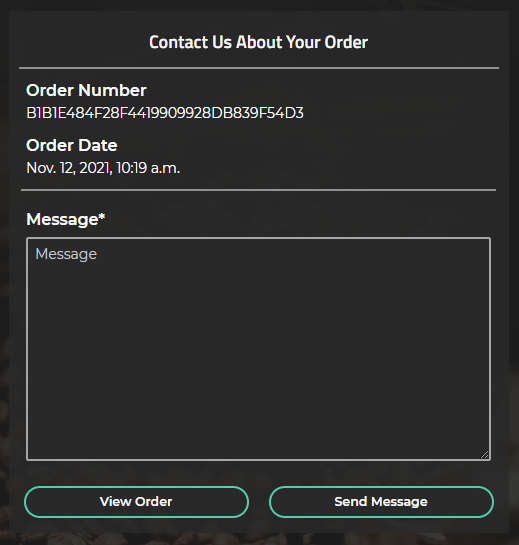 Contact Us About Your Order
Order Number
B1B1E484F28F4419909928DB839F54D3
Order Date
Nov. 12, 2021, 10:19 a.m.
Message*
Message
View Order
Send Message